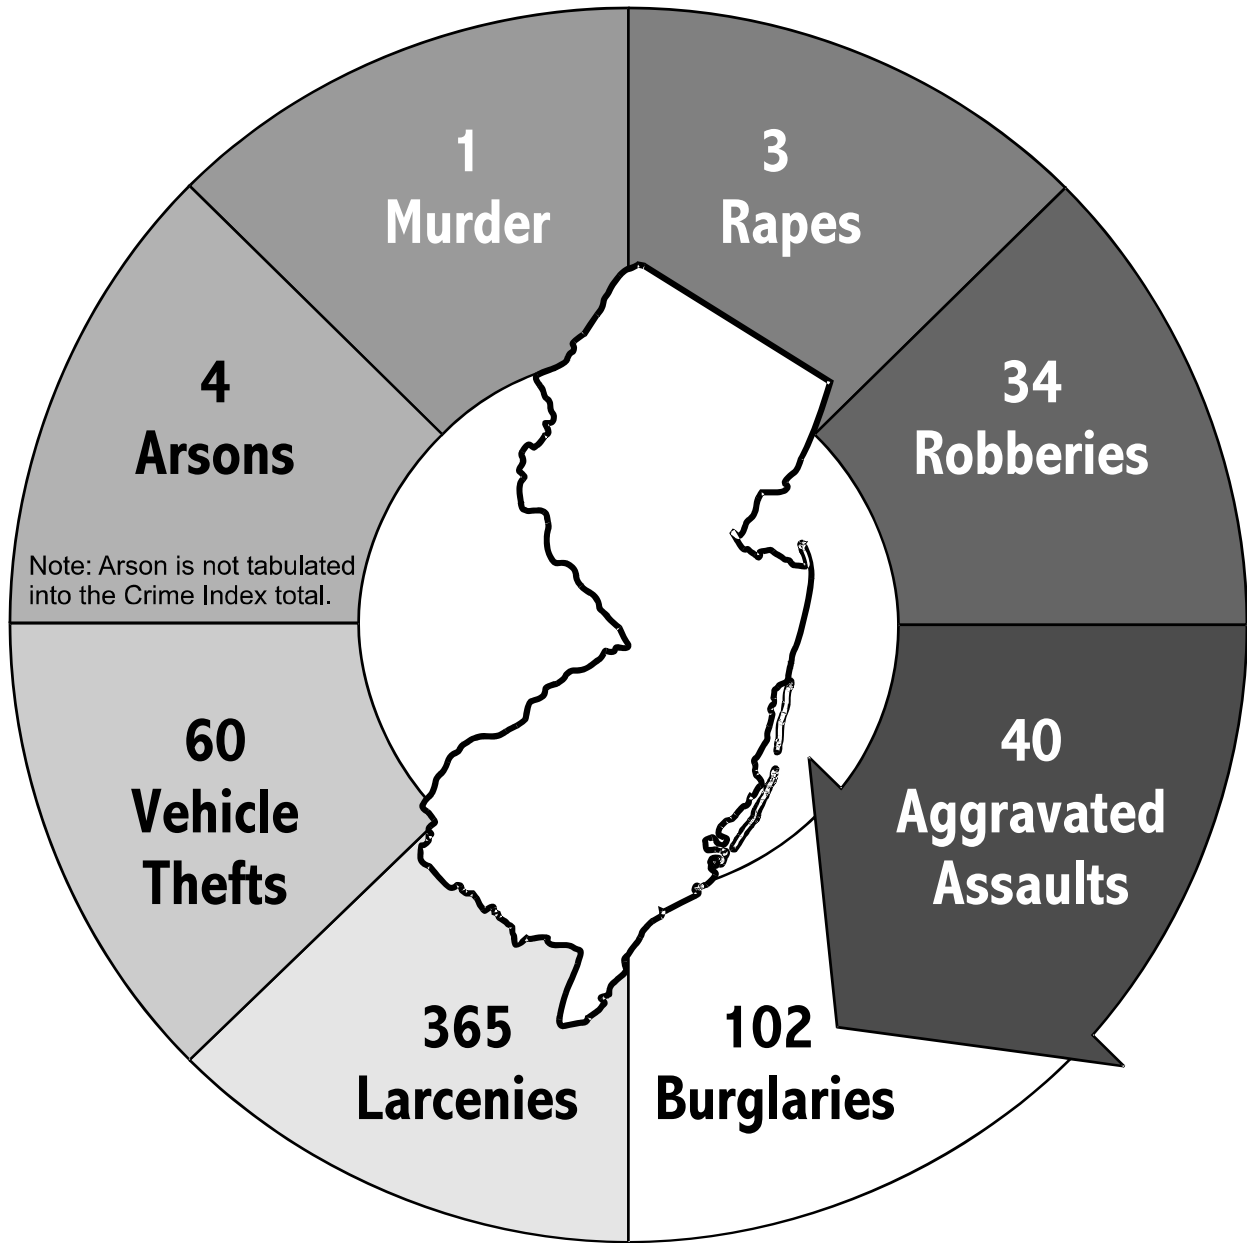 1
Murder
3
Rapes
34
Robberies
40
Aggravated
Assaults
102
Burglaries
365
Larcenies
60
Vehicle
Thefts
4
Arsons
Note: Arson is not tabulated
into the Crime Index total.